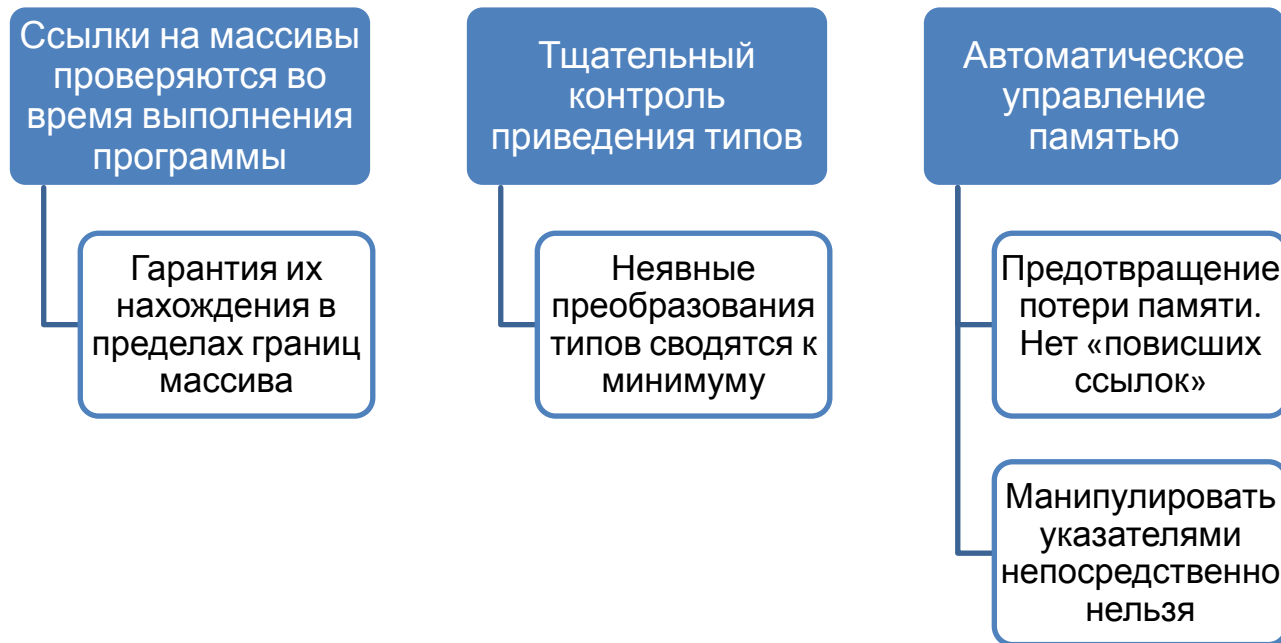 Ссылки на массивы
проверяются во
время выполнения
программы
Гарантия их
нахождения в
пределах границ
массива
Тщательный
контроль
приведения типов
Неявные
преобразования
типов сводятся к
минимуму
Автоматическое
управление
памятью
Предотвращение
потери памяти.
Нет «повисших
ссылок»
Манипулировать
указателями
непосредственно
нельзя